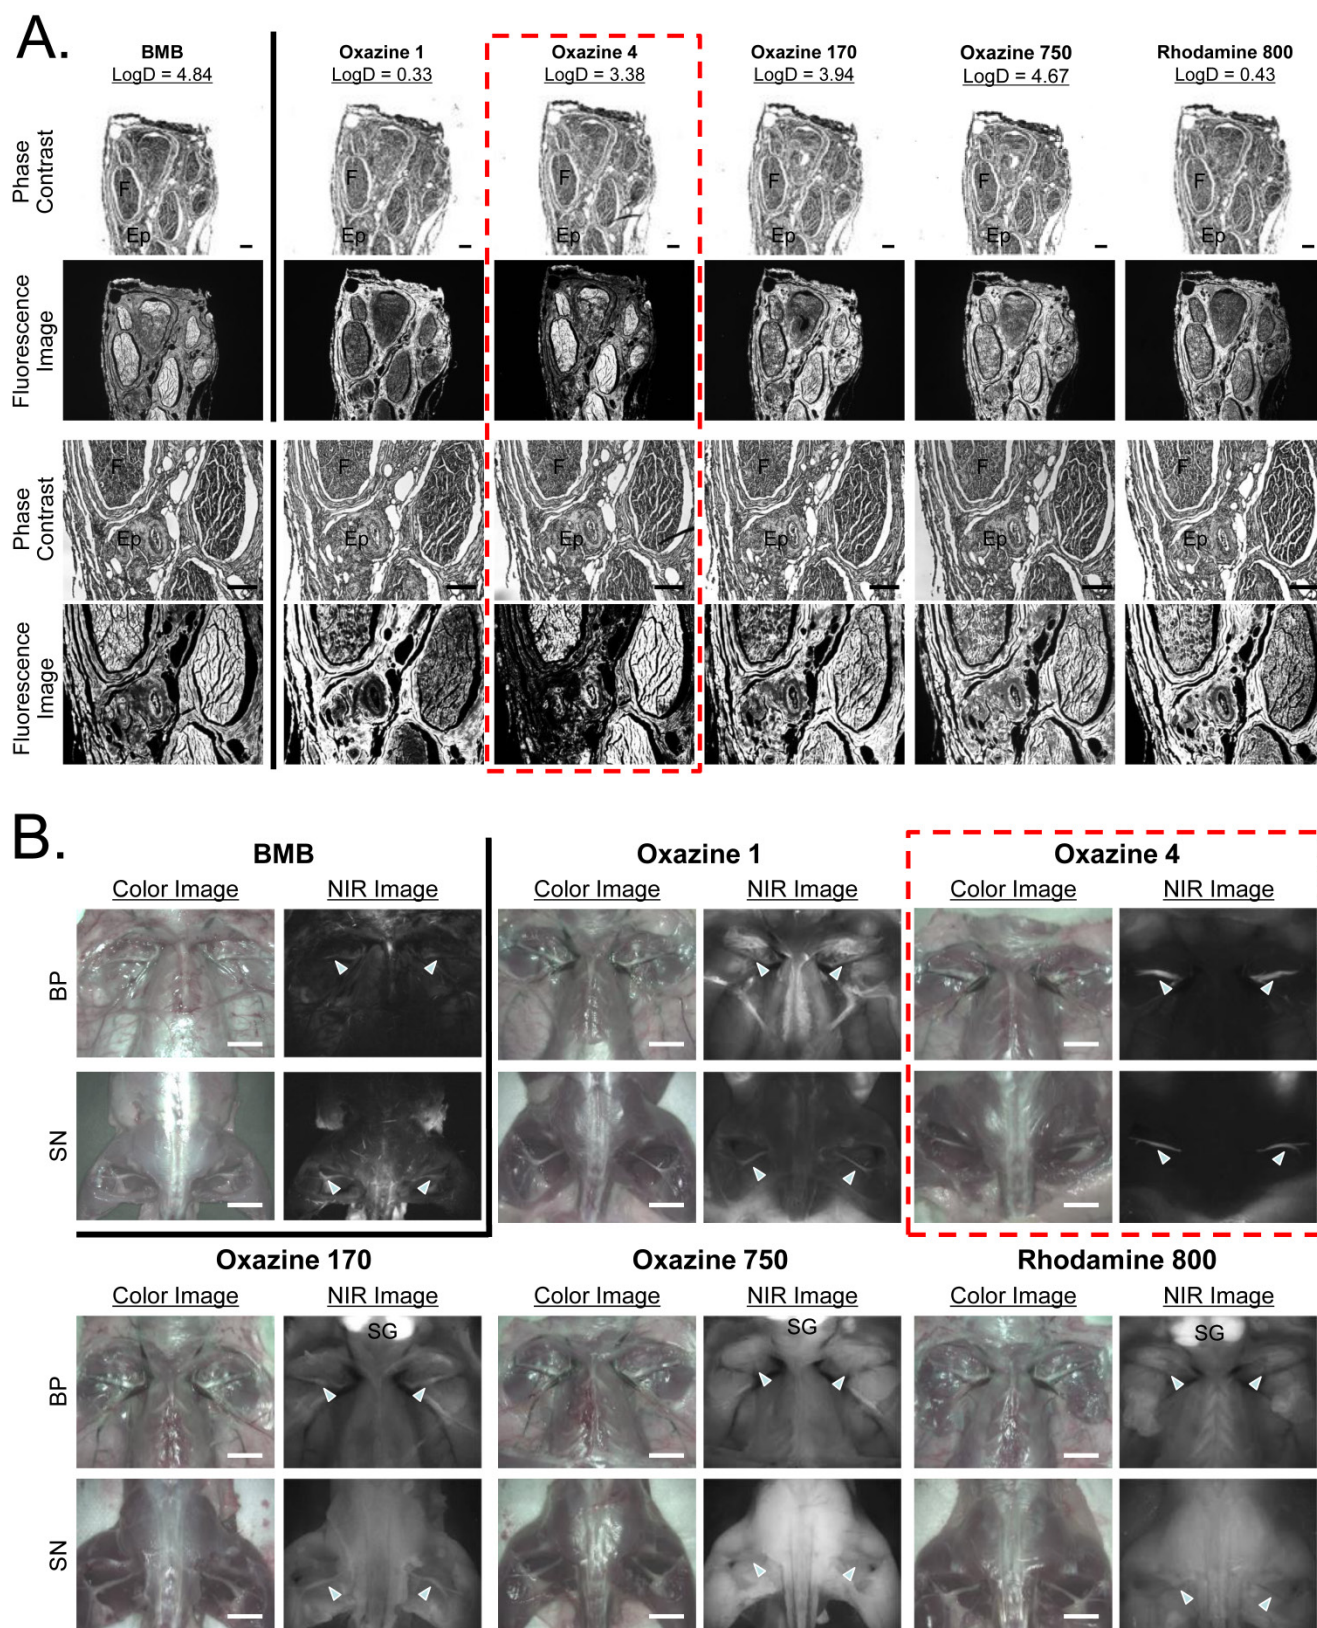 A.
BMB
LogD = 4.84
Oxazine 1
LogD = 0.33
Oxazine 4
LogD = 3.38
Oxazine 170
LogD = 3.94
Oxazine 750
LogD = 4.67
Rhodamine 800
LogD = 0.43
Phase
Contrast
F
Ep
F
Ep
F
Ep
F
Ep
F
Ep
F
Ep
Fluorescence
Image
Phase
Contrast
F
Ep
F
Ep
F
Ep
F
Ep
F
Ep
F
Ep
Fluorescence
Image
B.
BMB
Color Image
NIR Image
Oxazine 1
Color Image
NIR Image
Oxazine 4
Color Image
NIR Image
BP
SN
Oxazine 170
Color Image
NIR Image
Oxazine 750
Color Image
NIR Image
Rhodamine 800
Color Image
NIR Image
BP
SG
SG
SG
SN